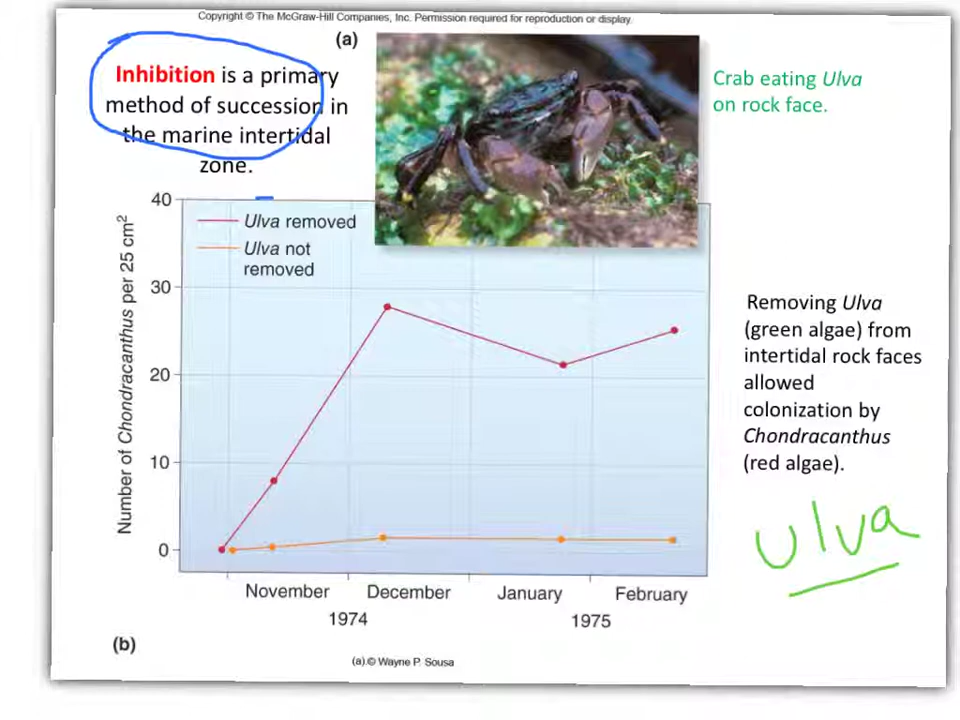 Copyright © The McGraw-Hill Companies, Inc. Permission required for reproduction or display.
(a)
Inhibition is a primary
method of succession in
the marine intertidal
zone.
Crab eating Ulva
on rock face.
40
30
20
10
0
Number of Chondracanthus per 25 cm²
Ulva removed
Ulva not
removed
November
December
January
February
1974
1975
Removing Ulva
(green algae) from
intertidal rock faces
allowed
colonization by
Chondracanthus
(red algae).
Ulva
(b)
(a) © Wayne P. Sousa